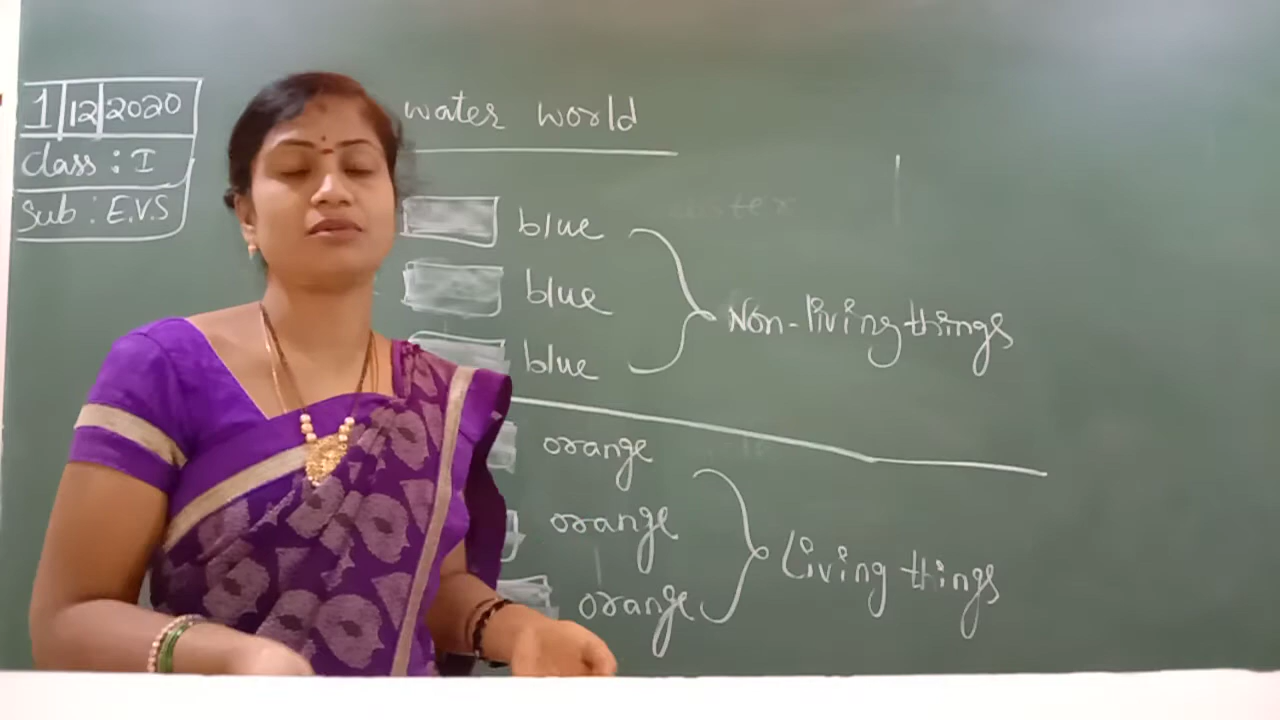 1/12/2020
class : I
Sub : E.V.S
water world
blue
blue
blue
Non-living things
orange
orange
orange
Living things